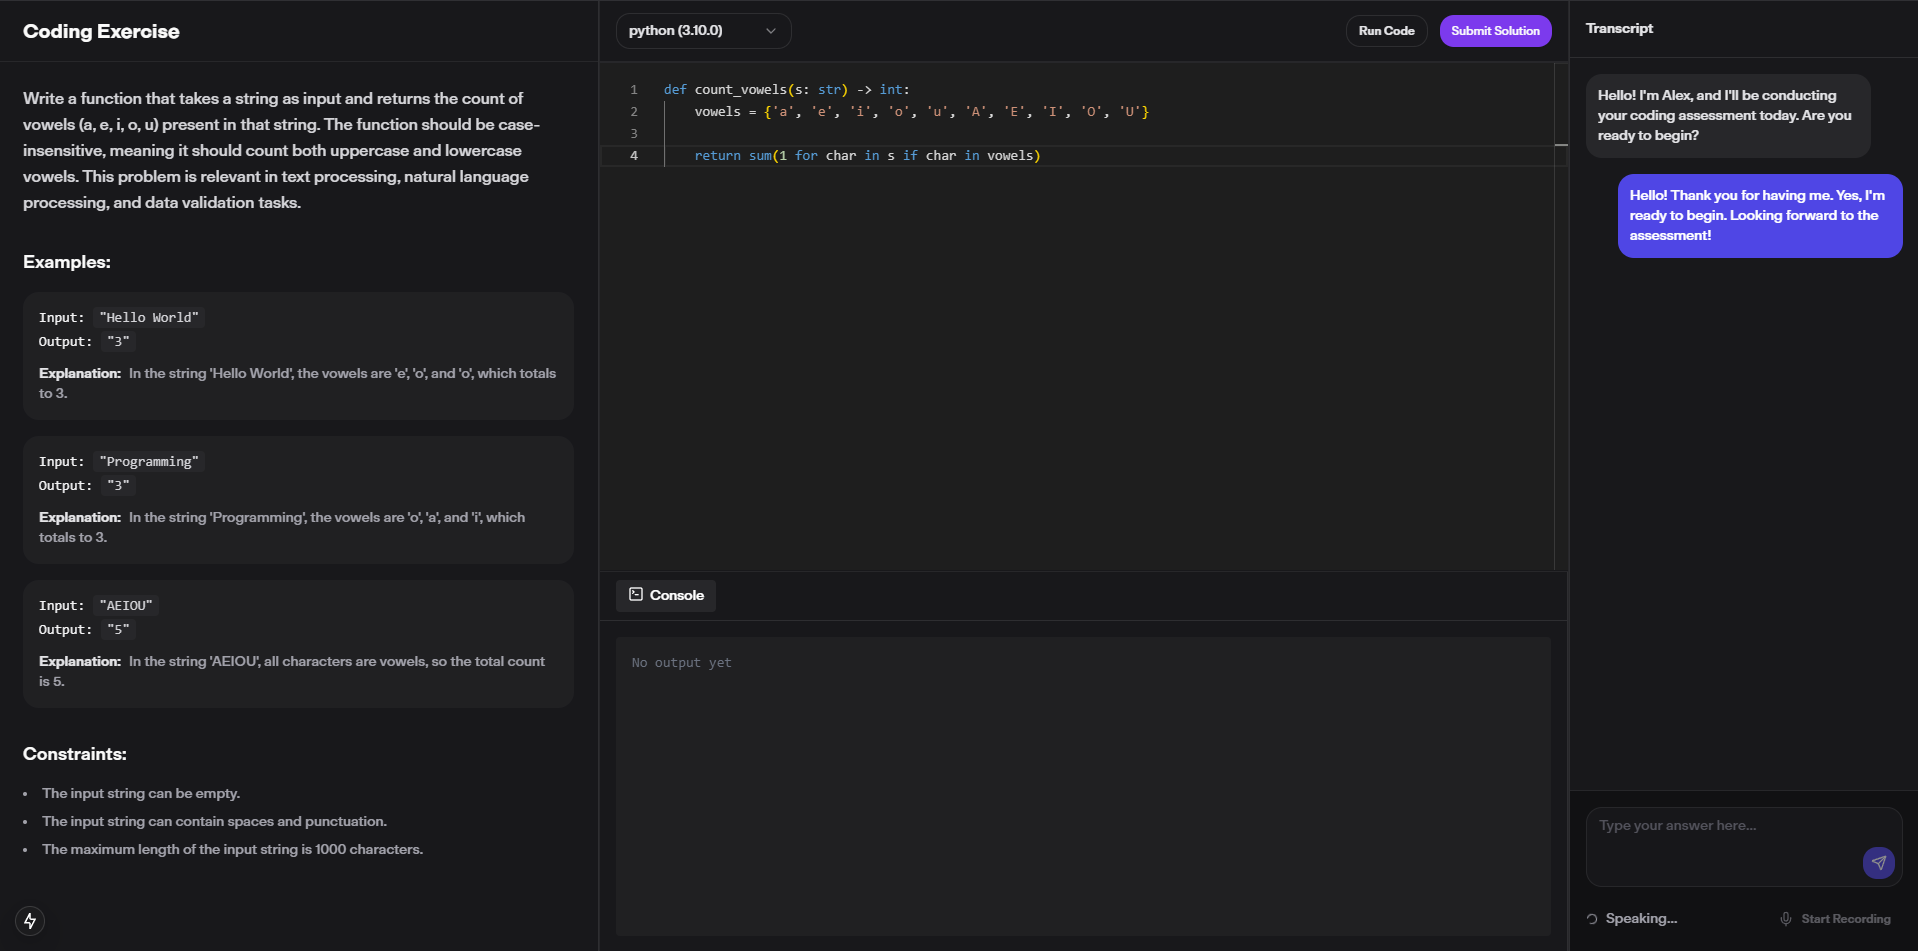 Coding Exercise
Write a function that takes a string as input and returns the count of
vowels (a, e, i, o, u) present in that string. The function should be case-
insensitive, meaning it should count both uppercase and lowercase
vowels. This problem is relevant in text processing, natural language
processing, and data validation tasks.
Examples:
Input: "Hello World"
Output: "3"
Explanation: In the string 'Hello World', the vowels are 'e', 'o', and 'o', which totals
to 3.
Input: "Programming"
Output: "3"
Explanation: In the string 'Programming', the vowels are 'o', 'a', and 'i', which
totals to 3.
Input: "AEIOU"
Output: "5"
Explanation: In the string 'AEIOU', all characters are vowels, so the total count
is 5.
Constraints:
• The input string can be empty.
• The input string can contain spaces and punctuation.
• The maximum length of the input string is 1000 characters.
python (3.10.0)
Run Code
Submit Solution
1 def count_vowels(s: str) -> int:
2 vowels = {'a', 'e', 'i', 'o', 'u', 'A', 'E', 'I', 'O', 'U'}
3
4 return sum(1 for char in s if char in vowels)
Console
No output yet
Transcript
Hello! I'm Alex, and I'll be conducting
your coding assessment today. Are you
ready to begin?
Hello! Thank you for having me. Yes, I'm
ready to begin. Looking forward to the
assessment!
Type your answer here...
Speaking...
Start Recording